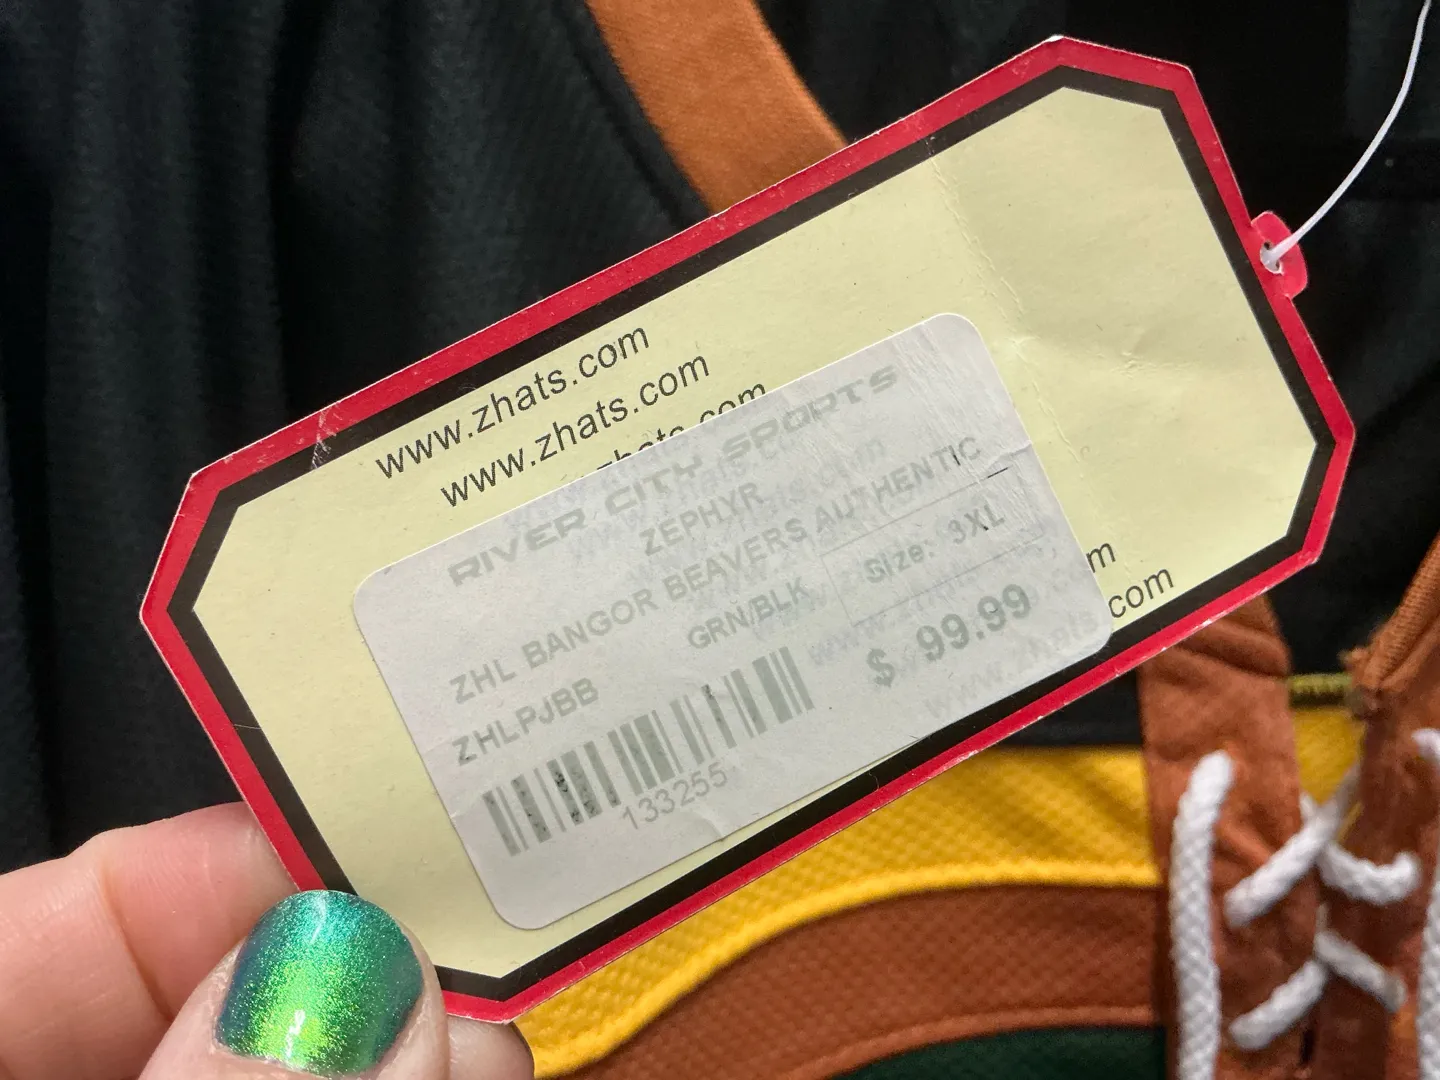 www.zhats.com
www.zhats.com
zhats.com
RIVER CITY SPORTS
ZEPHYR
ZHL BANGOR BEAVERS AUTHENTIC
GRN/BLK
Size: 3XL
ZHLPJBB
$ 99.99
133255
m
.com